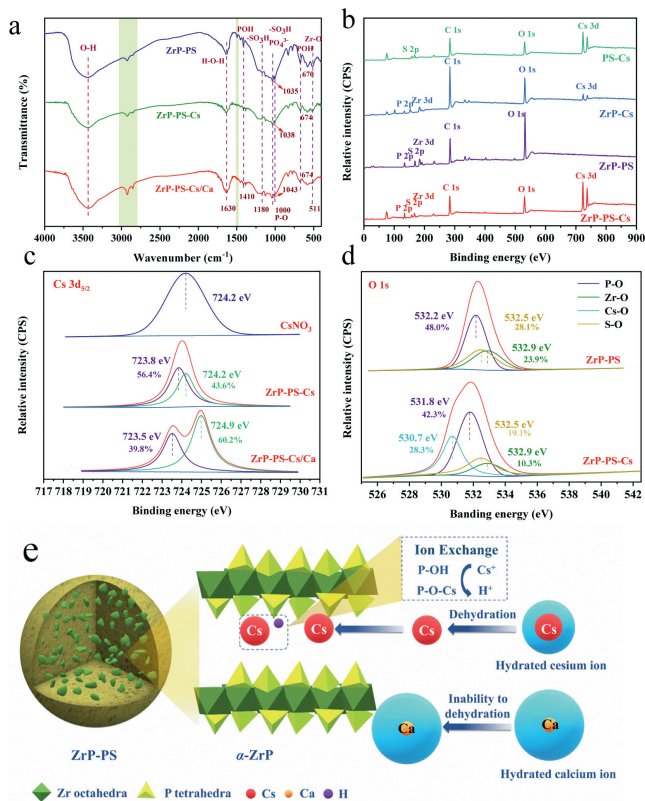 a
ZrP-PS
ZrP-PS-Cs
ZrP-PS-Cs/Ca
O-H
H-O-H
POH
-SO₃H
-SO₃H
PO₄³⁻
POH
Zr-O
1035
670
1038
674
1043
674
1630
1410
1180
1000
P-O
511
Transmittance (%)
4000 3500 3000 2500 2000 1500 1000 500
Wavenumber (cm⁻¹)
b
S 2p
C 1s
O 1s
Cs 3d
PS-Cs
P 2p
Zr 3d
C 1s
O 1s
Cs 3d
ZrP-Cs
P 2p
S 2p
Zr 3d
C 1s
O 1s
ZrP-PS
P 2p
S 2p
Zr 3d
C 1s
O 1s
Cs 3d
ZrP-PS-Cs
Relative intensity (CPS)
0 100 200 300 400 500 600 700 800 900
Binding energy (eV)
c
Cs 3d₅/₂
724.2 eV
CsNO₃
723.8 eV
56.4%
724.2 eV
43.6%
ZrP-PS-Cs
723.5 eV
39.8%
724.9 eV
60.2%
ZrP-PS-Cs/Ca
Relative intensity (CPS)
717 718 719 720 721 722 723 724 725 726 727 728 729 730 731
Binding energy (eV)
d
O 1s
P-O
Zr-O
Cs-O
S-O
532.2 eV
48.0%
532.5 eV
28.1%
532.9 eV
23.9%
ZrP-PS
531.8 eV
42.3%
530.7 eV
28.3%
532.5 eV
19.1%
532.9 eV
10.3%
ZrP-PS-Cs
Relative intensity (CPS)
526 528 530 532 534 536 538 540 542
Banding energy (eV)
e
Ion Exchange
P-OH Cs⁺
P-O-Cs H⁺
Cs
Cs
Cs
Dehydration
Cs
Hydrated cesium ion
Ca
Inability to
dehydration
Ca
Hydrated calcium ion
ZrP-PS
α-ZrP
Zr octahedra P tetrahedra Cs Ca H